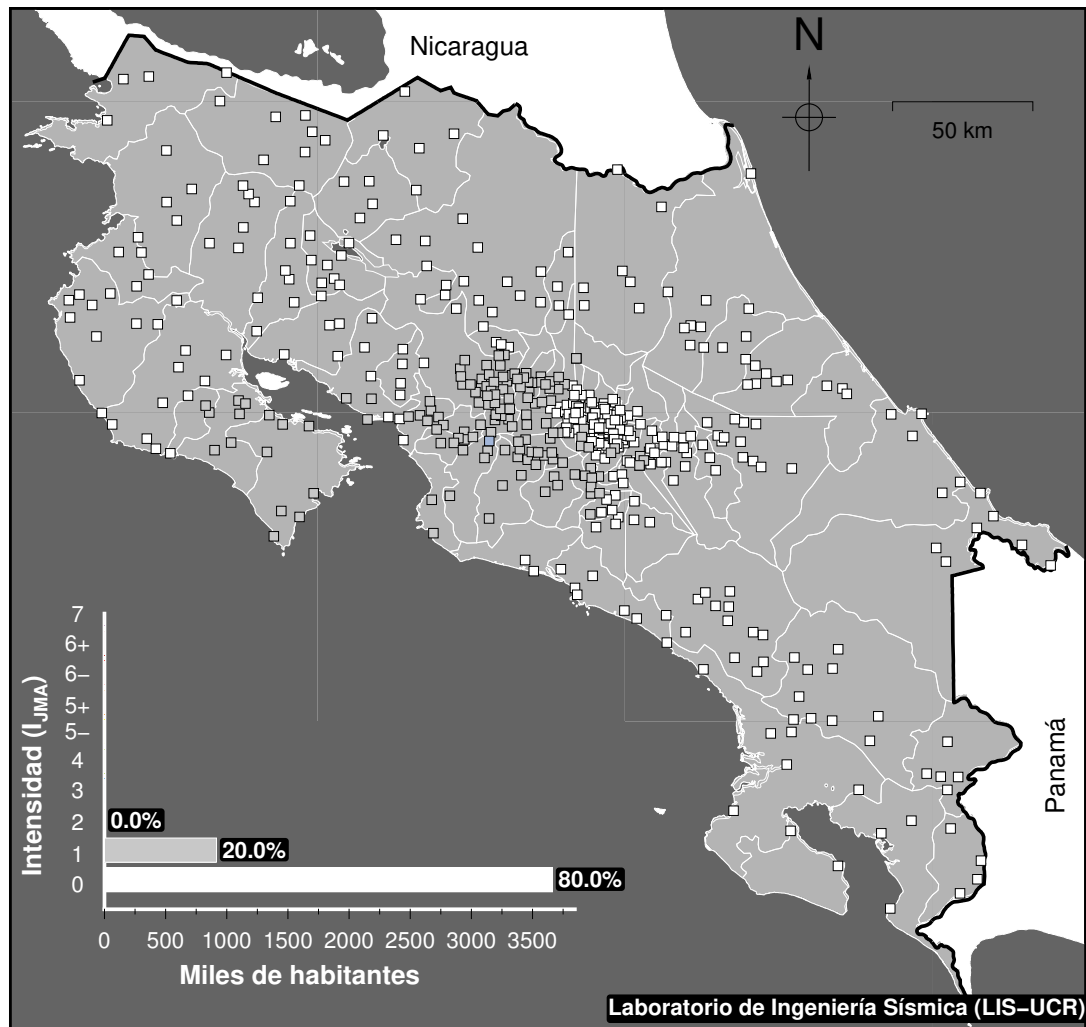 Nicaragua
N
50 km
Panamá
Intensidad (I_JMA)
7
6+
6−
5+
5−
4
3
2
1
0
0.0%
20.0%
80.0%
0 500 1000 1500 2000 2500 3000 3500
Miles de habitantes
Laboratorio de Ingeniería Sísmica (LIS−UCR)